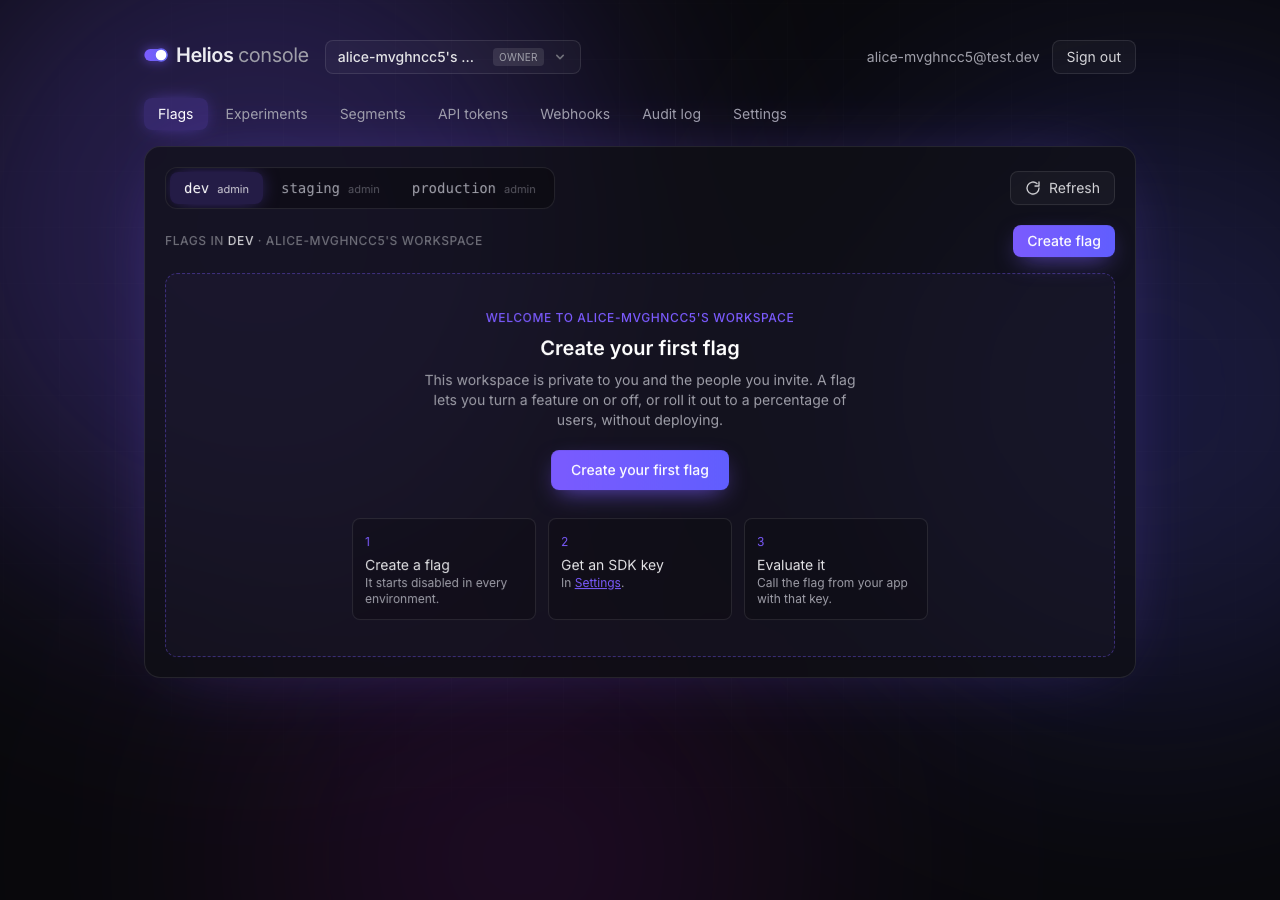 Helios console alice-mvghncc5's ... OWNER alice-mvghncc5@test.dev Sign out
Flags Experiments Segments API tokens Webhooks Audit log Settings
dev admin staging admin production admin Refresh
FLAGS IN DEV · ALICE-MVGHNCC5'S WORKSPACE Create flag
WELCOME TO ALICE-MVGHNCC5'S WORKSPACE
Create your first flag
This workspace is private to you and the people you invite. A flag
lets you turn a feature on or off, or roll it out to a percentage of
users, without deploying.
Create your first flag
1
Create a flag
It starts disabled in every
environment.
2
Get an SDK key
In Settings.
3
Evaluate it
Call the flag from your app
with that key.